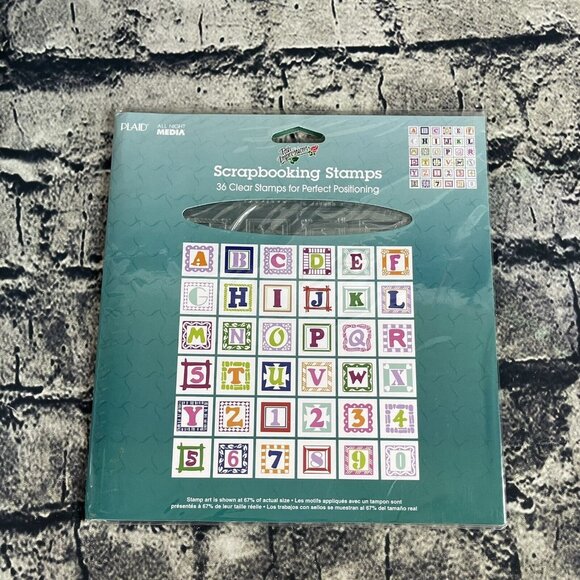 PLAID® ALL NIGHT MEDIA
Scrapbooking Stamps
36 Clear Stamps for Perfect Positioning
A B C D E F
G H I J K L
M N O P Q R
S T U V W X
Y Z 1 2 3 4
5 6 7 8 9 0
Stamp art is shown at 67% of actual size • Les motifs appliqués avec un tampon sont
présentés à 67% de leur taille réelle • Los trabajos con sellos se muestran al 67% del tamaño real